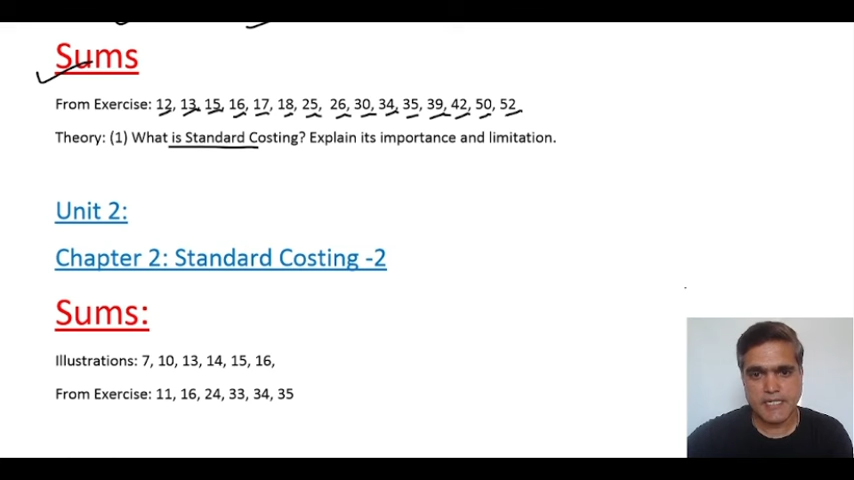 Sums
From Exercise: 12, 13, 15, 16, 17, 18, 25, 26, 30, 34, 35, 39, 42, 50, 52
Theory: (1) What is Standard Costing? Explain its importance and limitation.
Unit 2:
Chapter 2: Standard Costing -2
Sums:
Illustrations: 7, 10, 13, 14, 15, 16,
From Exercise: 11, 16, 24, 33, 34, 35